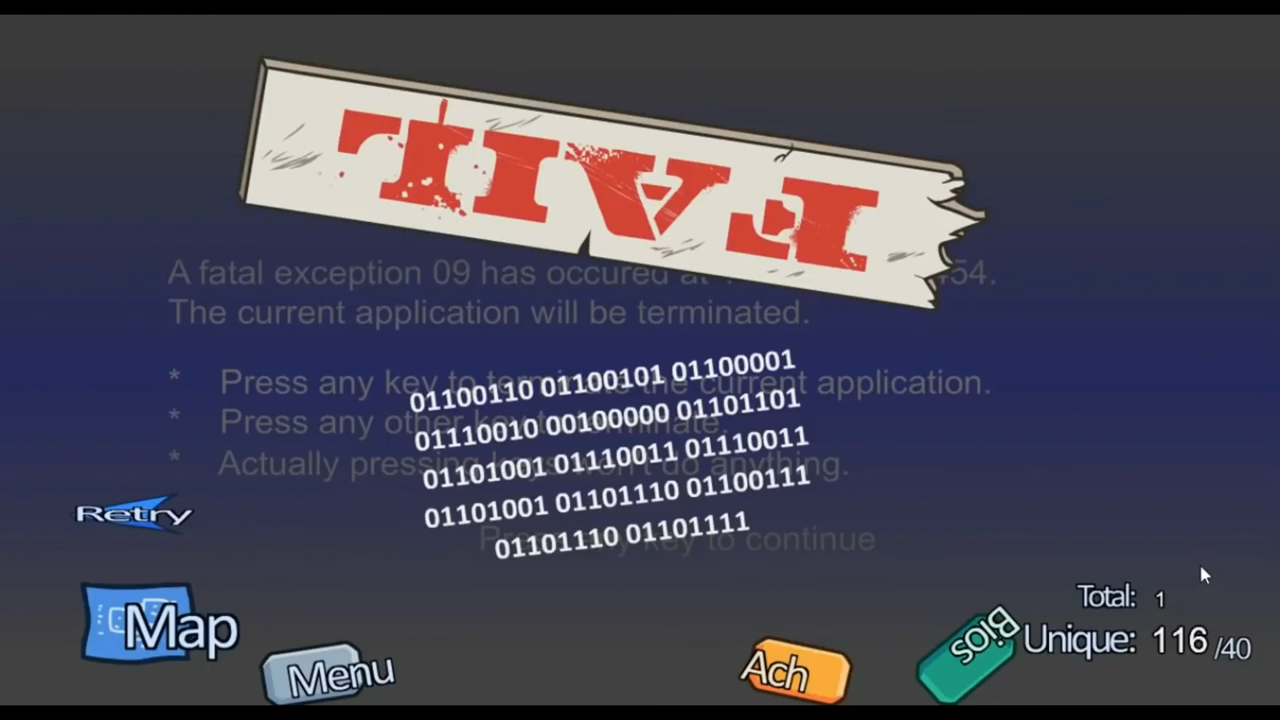 FAIL
A fatal exception 09 has occured at
54.
The current application will be terminated.
* Press any key to terminate the current application.
* Press any other key to terminate.
* Actually pressing keys won't do anything.
01100110 01100101 01100001
01110010 00100000 01101101
01101001 01110011 01110011
01101001 01101110 01100111
01101110 01101111
Press any key to continue
Retry
Map
Menu
Ach
Bios
Total: 1
Unique: 116 /40